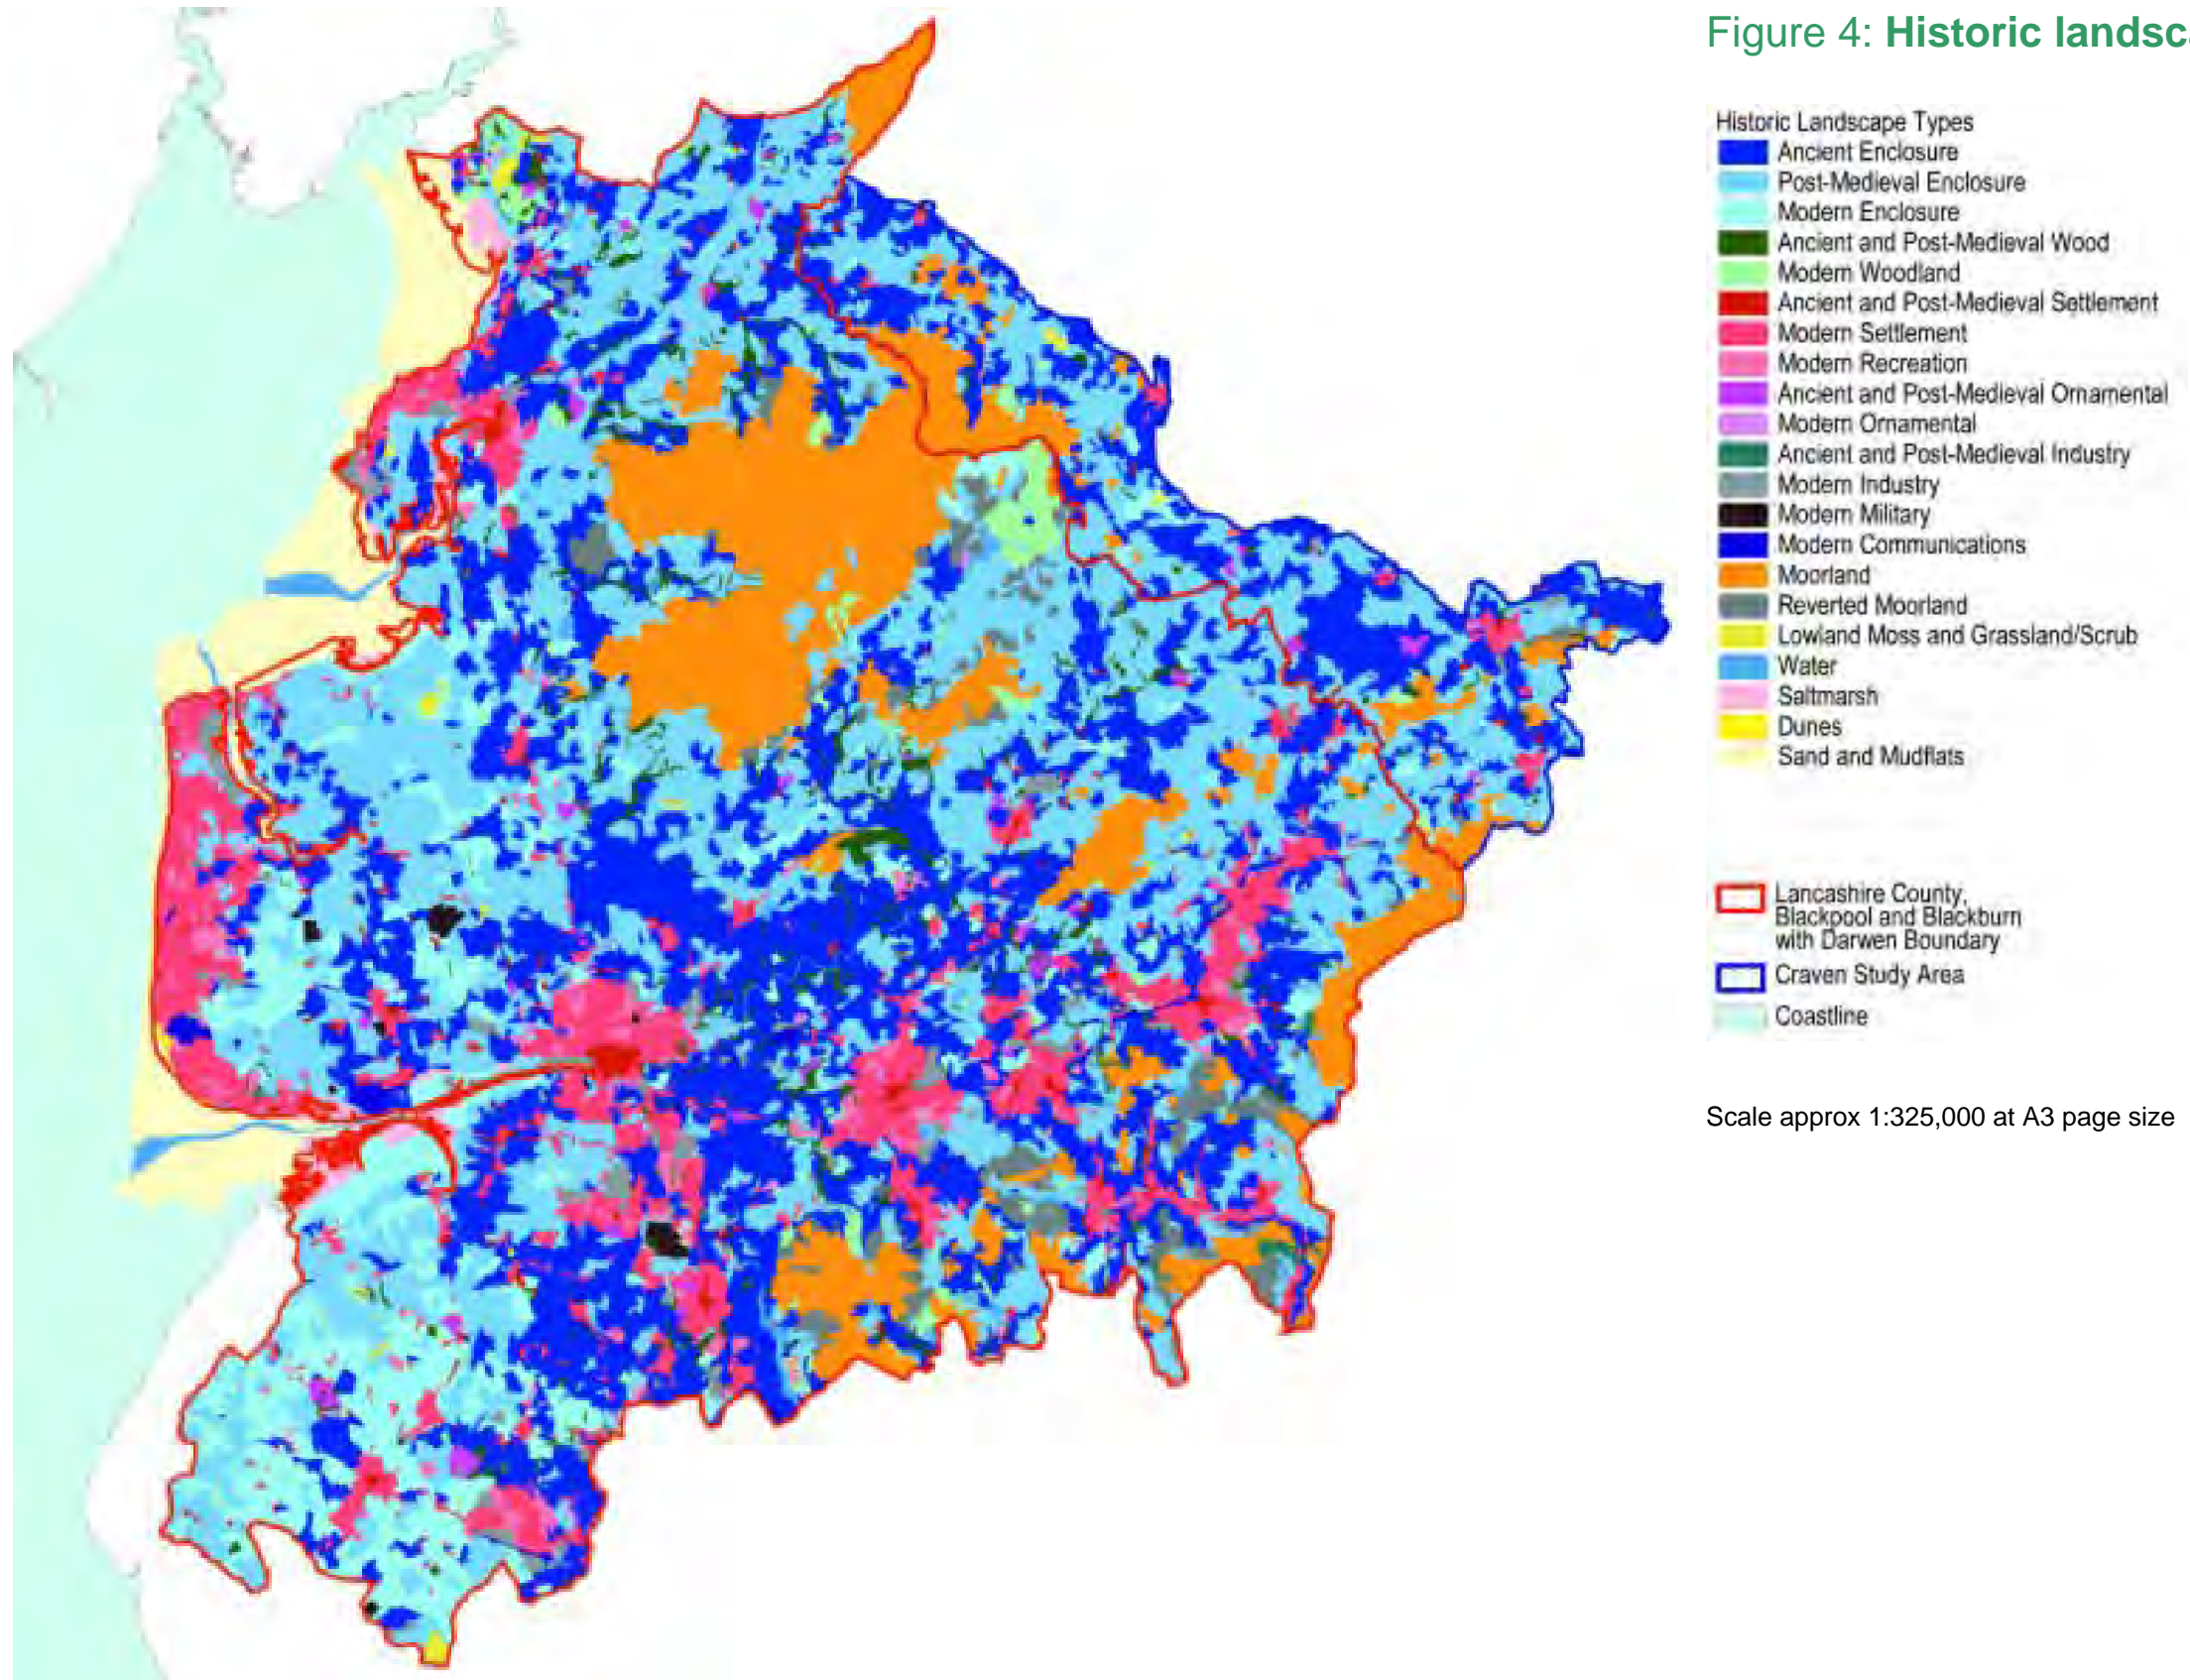 Figure 4: Historic landsc
Historic Landscape Types
Ancient Enclosure
Post-Medieval Enclosure
Modern Enclosure
Ancient and Post-Medieval Wood
Modern Woodland
Ancient and Post-Medieval Settlement
Modern Settlement
Modern Recreation
Ancient and Post-Medieval Ornamental
Modern Ornamental
Ancient and Post-Medieval Industry
Modern Industry
Modern Military
Modern Communications
Moorland
Reverted Moorland
Lowland Moss and Grassland/Scrub
Water
Saltmarsh
Dunes
Sand and Mudflats
Lancashire County,
Blackpool and Blackburn
with Darwen Boundary
Craven Study Area
Coastline
Scale approx 1:325,000 at A3 page size